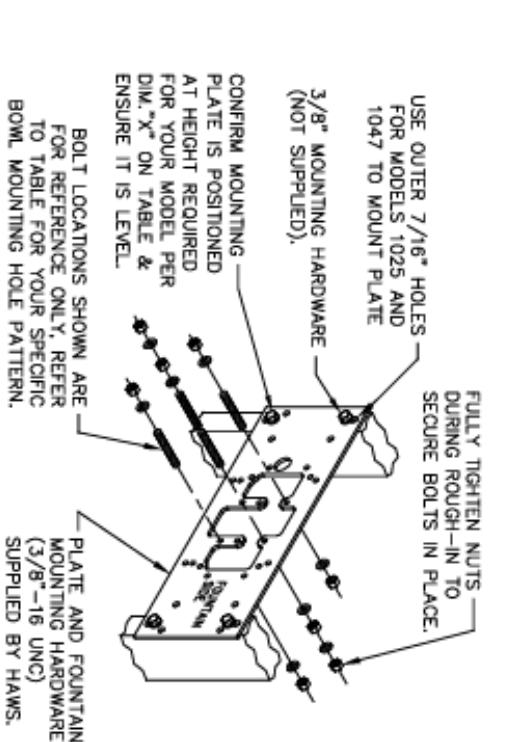 USE OUTER 7/16" HOLES
FOR MODELS 1025 AND
1047 TO MOUNT PLATE
3/8" MOUNTING HARDWARE
(NOT SUPPLIED).
CONFIRM MOUNTING
PLATE IS POSITIONED
AT HEIGHT REQUIRED
FOR YOUR MODEL PER
DIM."X" ON TABLE &
ENSURE IT IS LEVEL.
BOLT LOCATIONS SHOWN ARE
FOR REFERENCE ONLY, REFER
TO TABLE FOR YOUR SPECIFIC
BOWL MOUNTING HOLE PATTERN.
FULLY TIGHTEN NUTS
DURING ROUGH-IN TO
SECURE BOLTS IN PLACE.
FOUNTAIN
SIDE
PLATE AND FOUNTAIN
MOUNTING HARDWARE
(3/8"-16 UNC)
SUPPLIED BY HAWS.